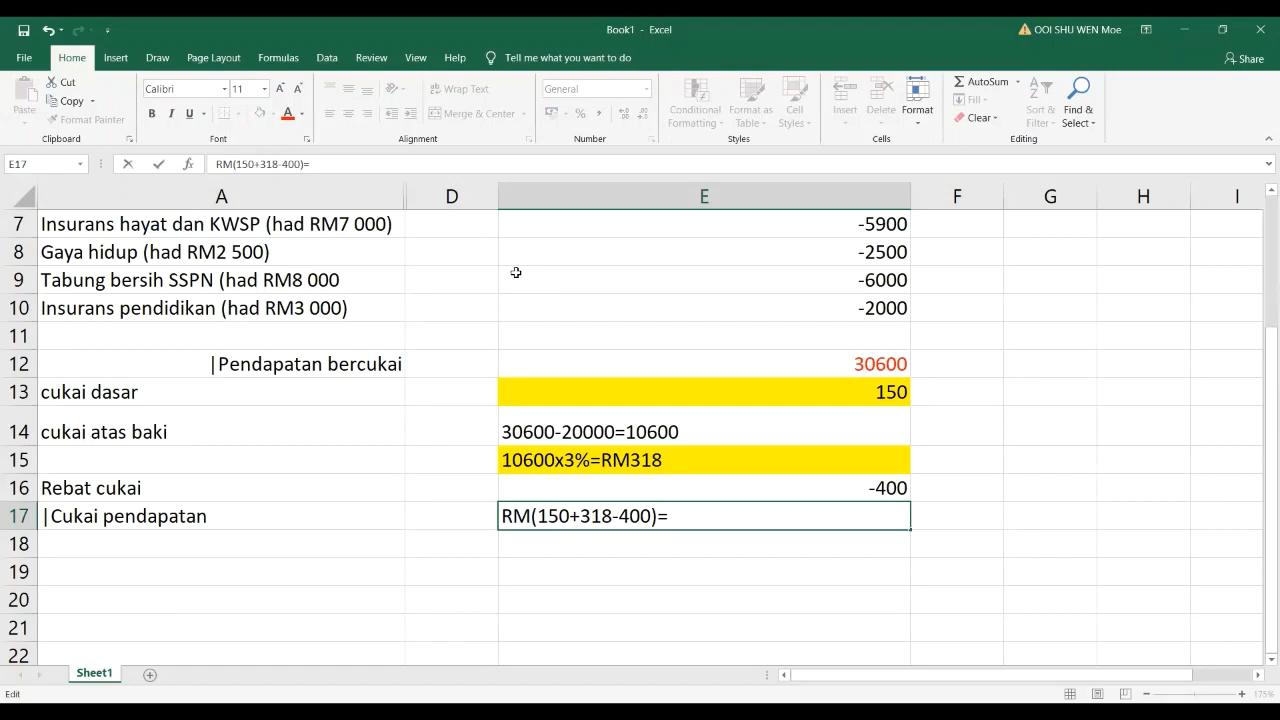 Book1 - Excel
OOI SHU WEN Moe
File Home Insert Draw Page Layout Formulas Data Review View Help Tell me what you want to do Share
Paste Cut Copy Format Painter Clipboard
Calibri 11 B I U A A A Font
Wrap Text Merge & Center Alignment
General % , Number
Conditional Formatting Format as Table Cell Styles Styles
Insert Delete Format Cells
AutoSum Fill Clear Sort & Filter Find & Select Editing
E17 fx RM(150+318-400)=
A D E F G H I
7 Insurans hayat dan KWSP (had RM7 000) -5900
8 Gaya hidup (had RM2 500) -2500
9 Tabung bersih SSPN (had RM8 000 -6000
10 Insurans pendidikan (had RM3 000) -2000
11
12 |Pendapatan bercukai 30600
13 cukai dasar 150
14 cukai atas baki 30600-20000=10600
15 10600x3%=RM318
16 Rebat cukai -400
17 |Cukai pendapatan RM(150+318-400)=
18
19
20
21
22
Sheet1
Edit 175%